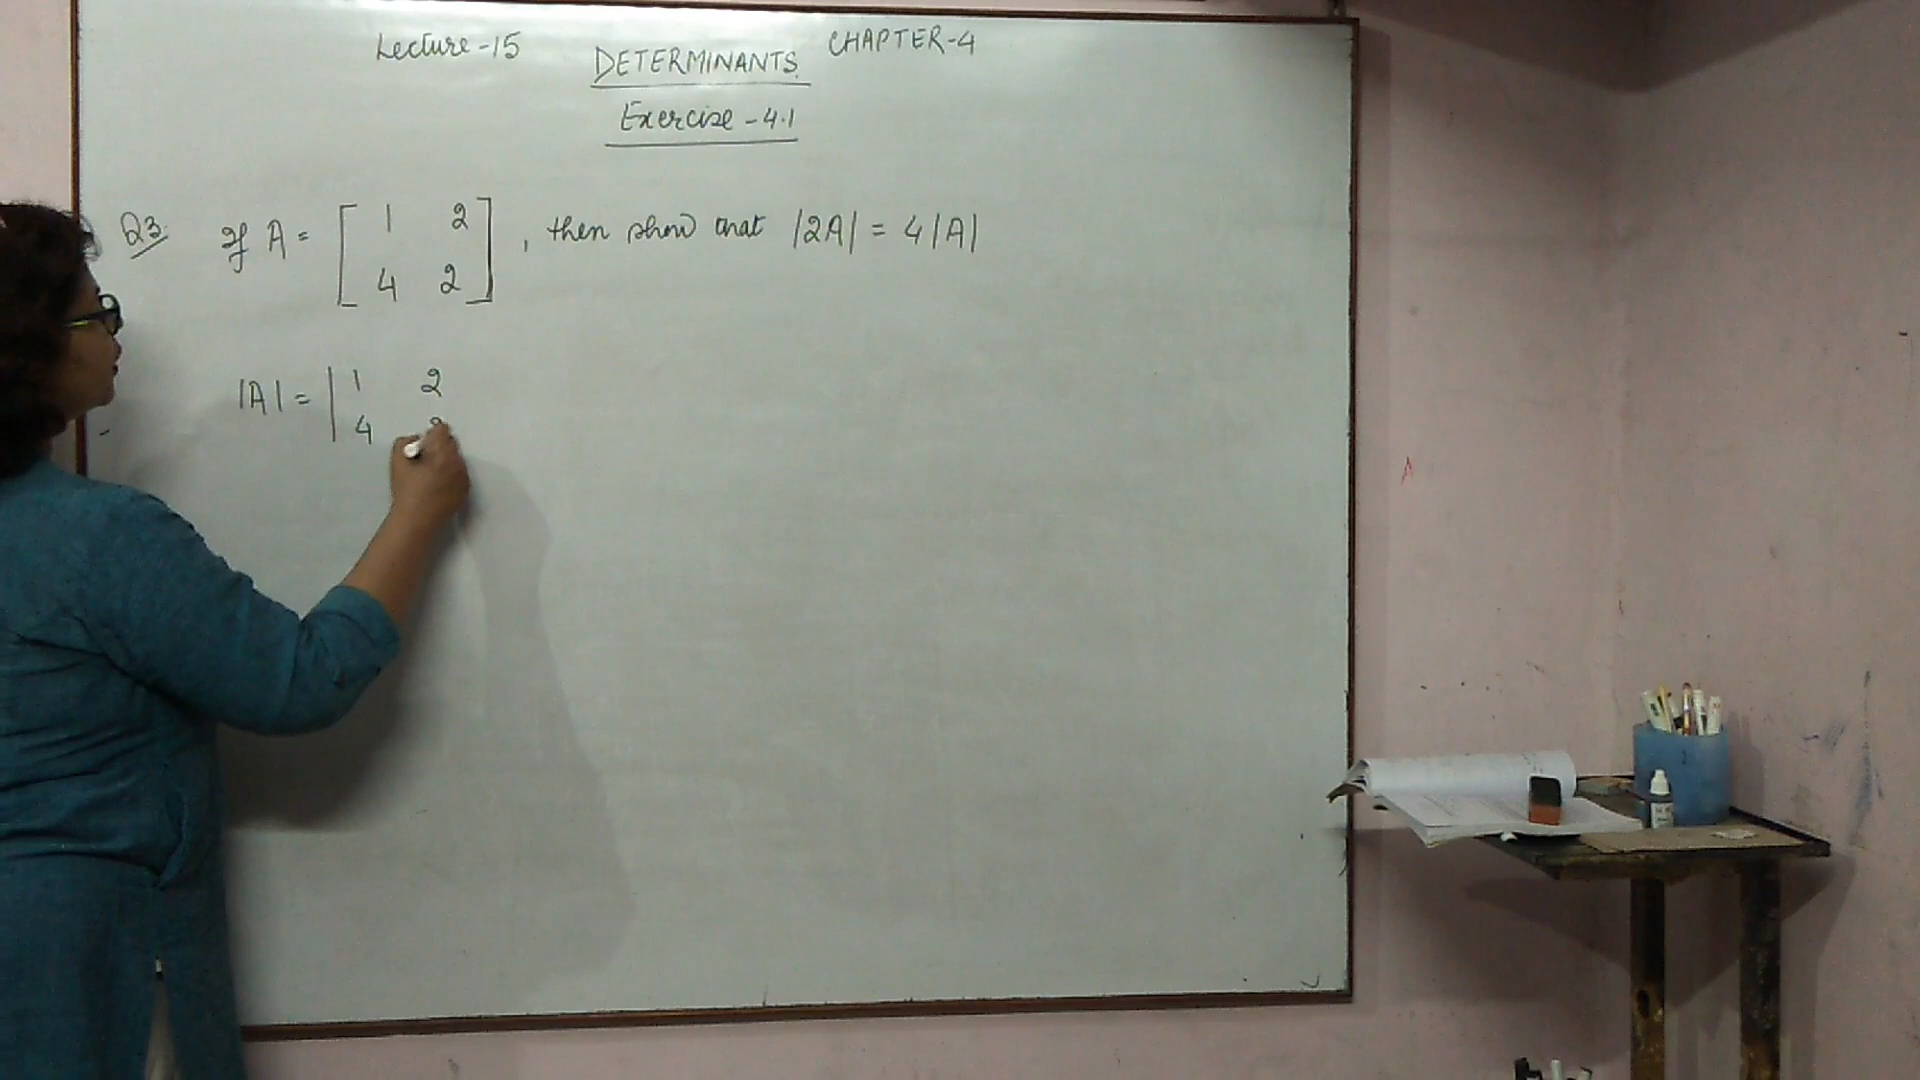 Lecture-15 DETERMINANTS CHAPTER-4
Exercise - 4.1
Q3. If A = [ 1 2 ], then show that |2A| = 4|A|
[ 4 2 ]
|A| = | 1 2
4 2